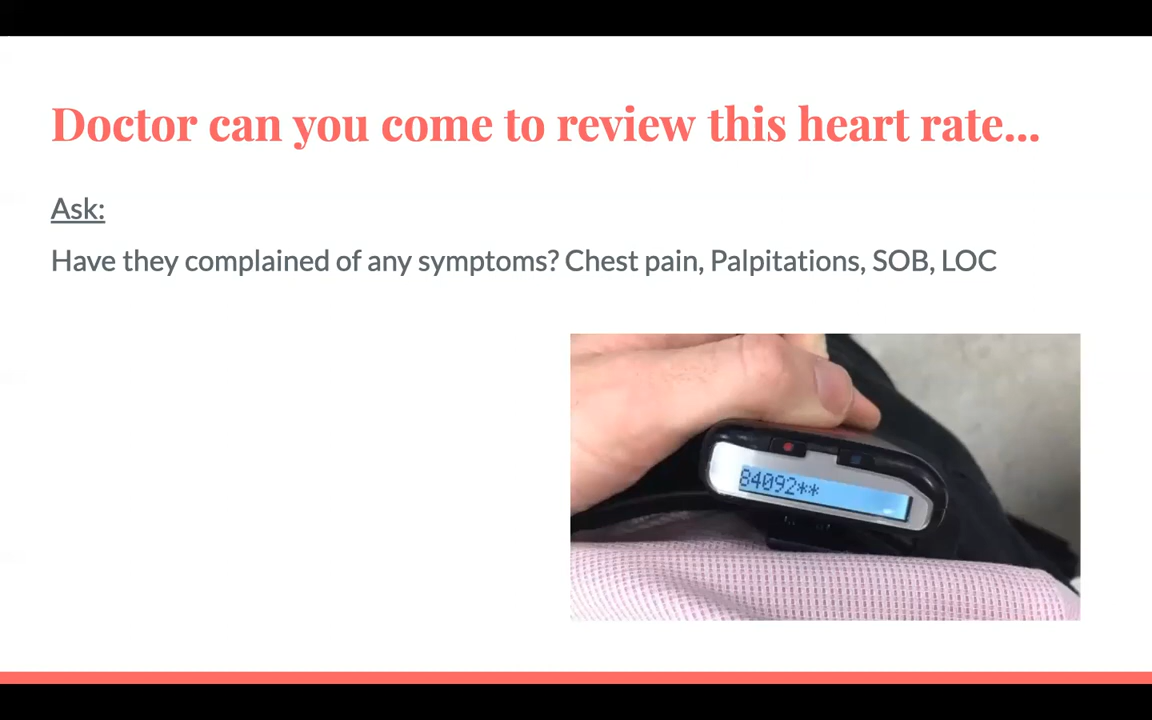 Doctor can you come to review this heart rate...
Ask:
Have they complained of any symptoms? Chest pain, Palpitations, SOB, LOC
84092**